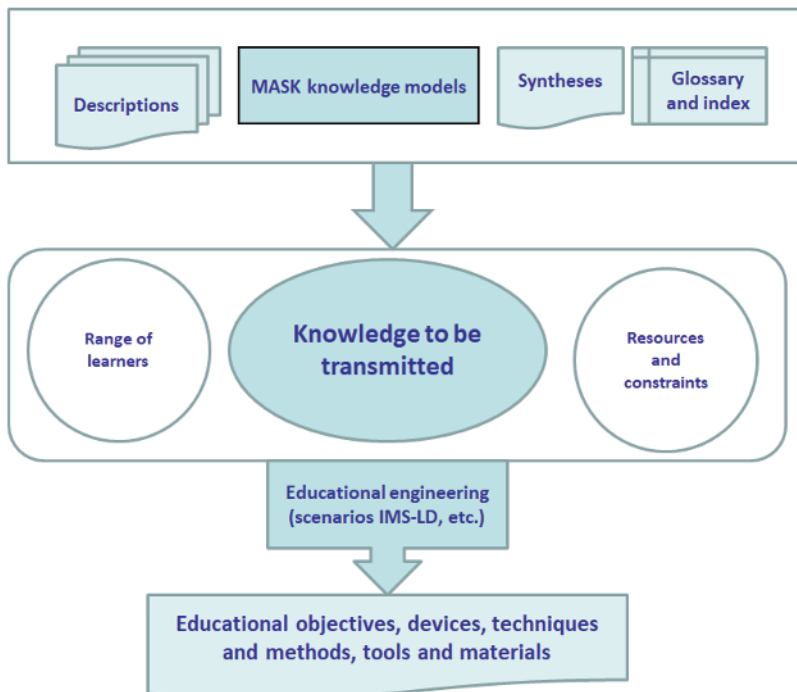 Descriptions
MASK knowledge models
Syntheses
Glossary
and index
Range of
learners
Knowledge to be
transmitted
Resources
and
constraints
Educational engineering
(scenarios IMS-LD, etc.)
Educational objectives, devices, techniques
and methods, tools and materials